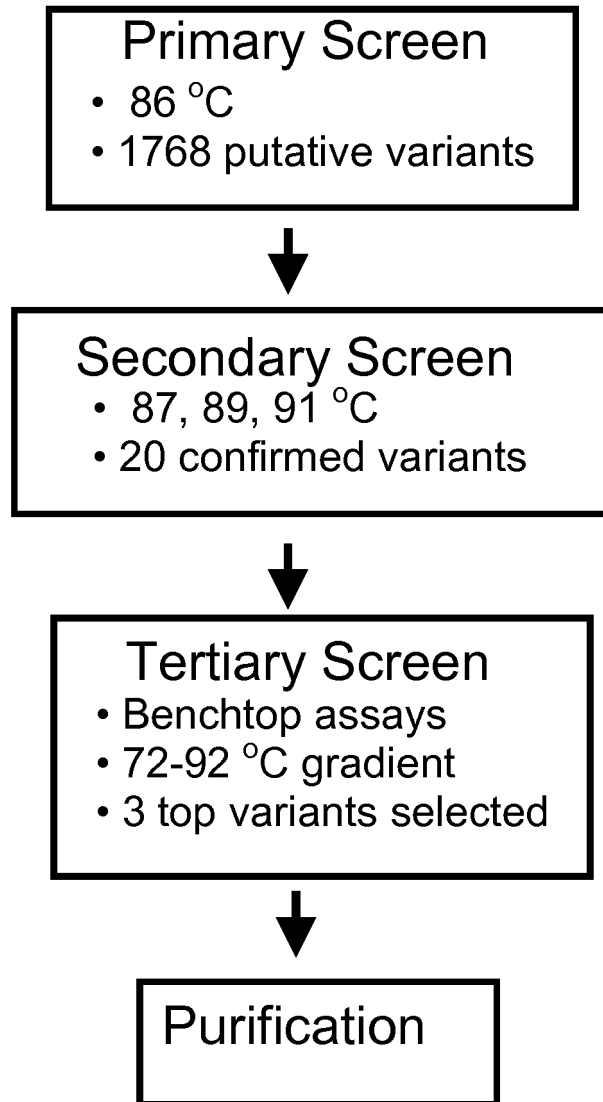 Primary Screen
• 86 °C
• 1768 putative variants
Secondary Screen
• 87, 89, 91 °C
• 20 confirmed variants
Tertiary Screen
• Benchtop assays
• 72-92 °C gradient
• 3 top variants selected
Purification